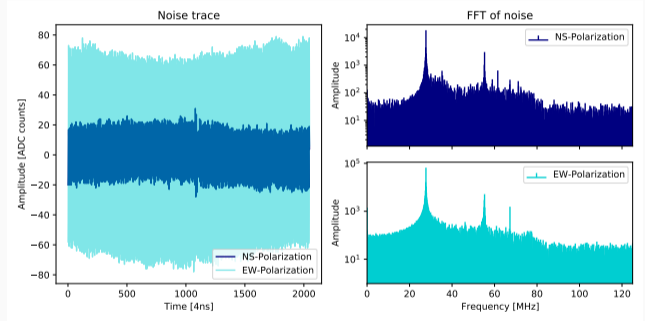 Noise trace
80
60
40
20
0
−20
−40
−60
−80
Amplitude [ADC counts]
NS-Polarization
EW-Polarization
0
500
1000
1500
2000
Time [4ns]
FFT of noise
10⁴
10³
10²
10¹
Amplitude
NS-Polarization
10⁵
10³
10¹
Amplitude
EW-Polarization
0
20
40
60
80
100
120
Frequency [MHz]